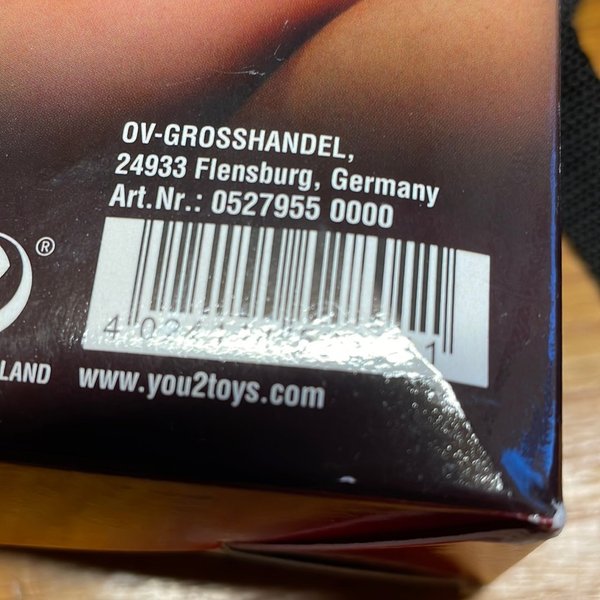 OV-GROSSHANDEL,
24933 Flensburg, Germany
Art.Nr.: 0527955 0000
®
LAND
www.you2toys.com